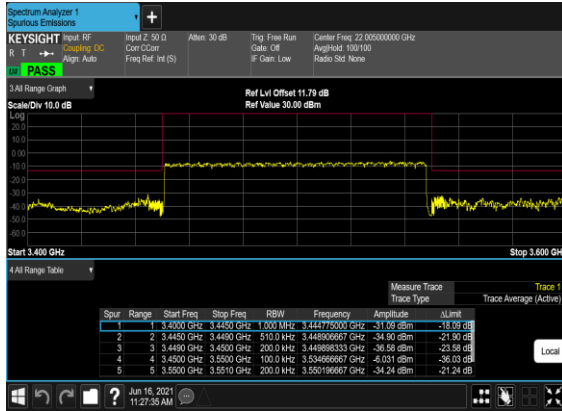 Spectrum Analyzer 1
Spurious Emissions
+
KEYSIGHT Input: RF Input Z: 50 Ω Atten: 30 dB Trig: Free Run Center Freq: 22.005000000 GHz
R T Coupling: DC Corr CCorr Gate: Off Avg|Hold: 100/100
Align: Auto Freq Ref: Int (S) IF Gain: Low Radio Std: None
PASS
3 All Range Graph
Ref Lvl Offset 11.79 dB
Scale/Div 10.0 dB Ref Value 30.00 dBm
Log
20.0
10.0
0.00
-10.0
-20.0
-30.0
-40.0
-50.0
-60.0
Start 3.400 GHz Stop 3.600 GH
4 All Range Table
Measure Trace Trace 1
Trace Type Trace Average (Active)
Spur Range Start Freq Stop Freq RBW Frequency Amplitude ΔLimit
1 1 3.4000 GHz 3.4450 GHz 1.000 MHz 3.444775000 GHz -31.09 dBm -18.09 dB
2 2 3.4450 GHz 3.4490 GHz 510.0 kHz 3.448906667 GHz -34.90 dBm -21.90 dB
3 3 3.4490 GHz 3.4500 GHz 200.0 kHz 3.449898333 GHz -36.58 dBm -23.58 dB
4 4 3.4500 GHz 3.5500 GHz 100.0 kHz 3.534666667 GHz -6.031 dBm -36.03 dB
5 5 3.5500 GHz 3.5510 GHz 200.0 kHz 3.550196667 GHz -34.24 dBm -21.24 dB
Local
? Jun 16, 2021
11:27:35 AM